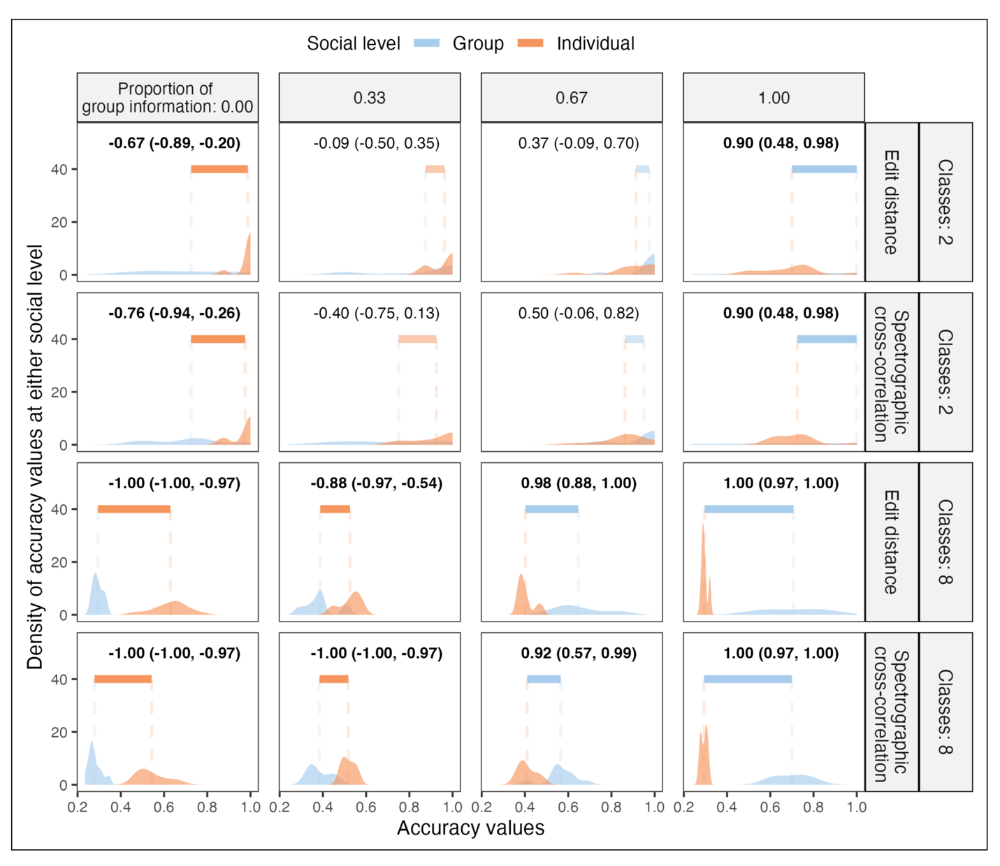 Social level Group Individual
Proportion of
group information: 0.00
0.33
0.67
1.00
Density of accuracy values at either social level
-0.67 (-0.89, -0.20)
-0.09 (-0.50, 0.35)
0.37 (-0.09, 0.70)
0.90 (0.48, 0.98)
40
20
0
Edit distance
Classes: 2
-0.76 (-0.94, -0.26)
-0.40 (-0.75, 0.13)
0.50 (-0.06, 0.82)
0.90 (0.48, 0.98)
40
20
0
Spectrographic
cross-correlation
Classes: 2
-1.00 (-1.00, -0.97)
-0.88 (-0.97, -0.54)
0.98 (0.88, 1.00)
1.00 (0.97, 1.00)
40
20
0
Edit distance
Classes: 8
-1.00 (-1.00, -0.97)
-1.00 (-1.00, -0.97)
0.92 (0.57, 0.99)
1.00 (0.97, 1.00)
40
20
0
Spectrographic
cross-correlation
Classes: 8
0.2 0.4 0.6 0.8 1.0 0.2 0.4 0.6 0.8 1.0 0.2 0.4 0.6 0.8 1.0 0.2 0.4 0.6 0.8 1.0
Accuracy values